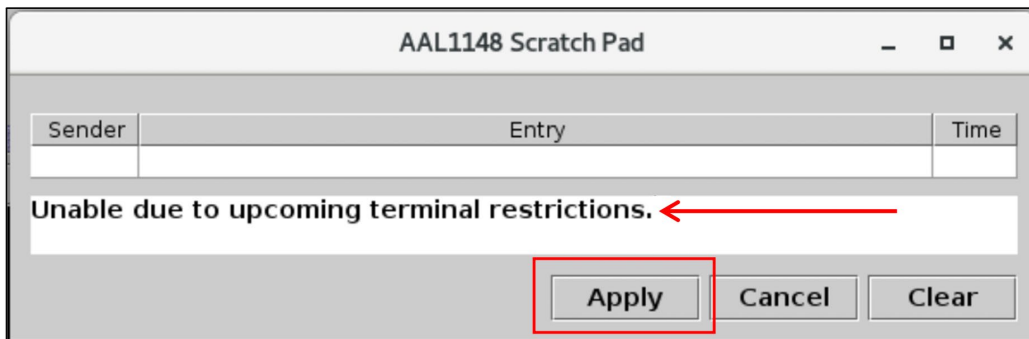 AAL1148 Scratch Pad
Sender Entry Time
Unable due to upcoming terminal restrictions.
Apply Cancel Clear